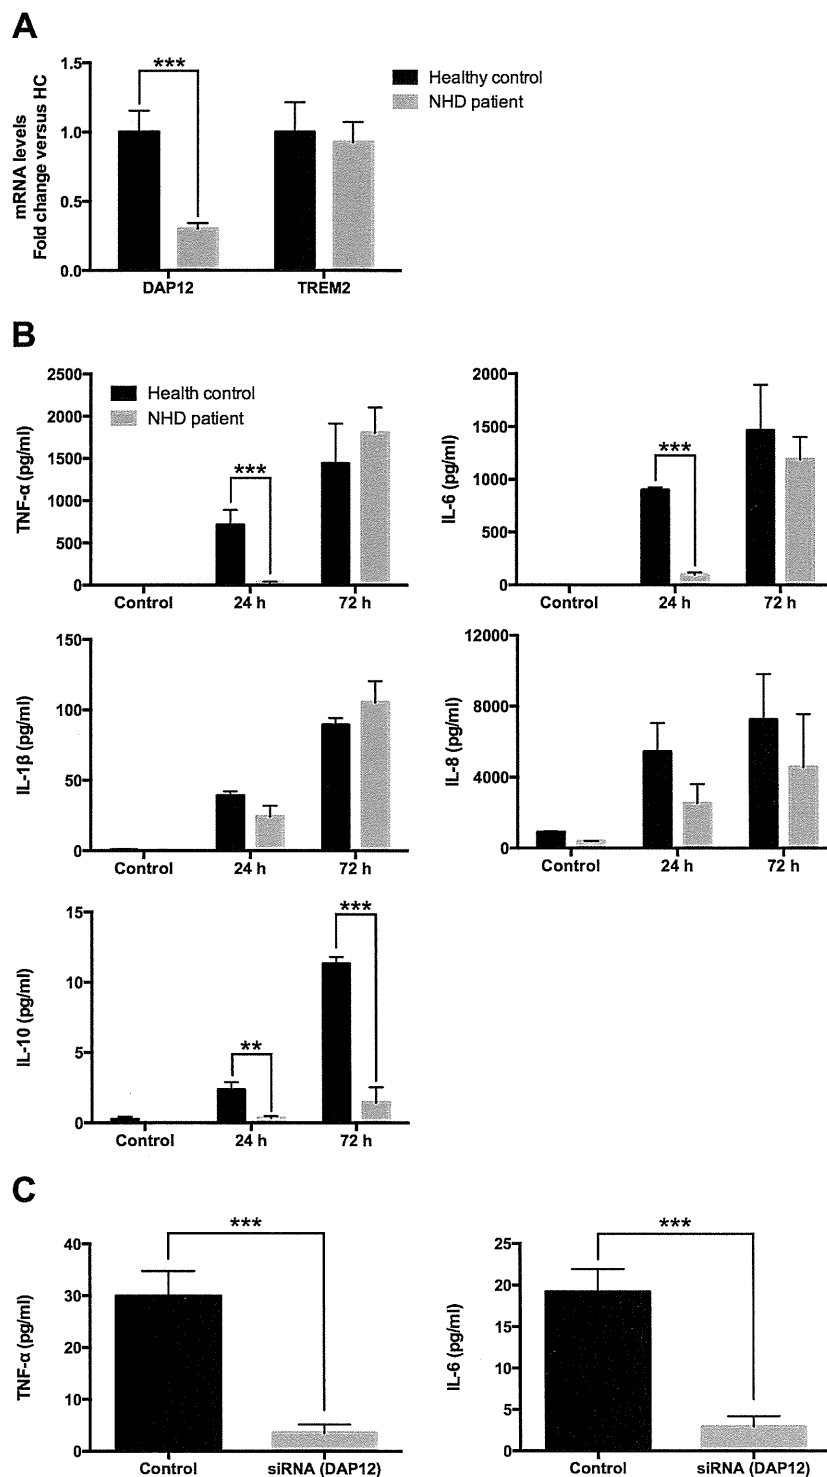 A
mRNA levels
Fold change versus HC
1.5
1.0
0.5
0.0
***
DAP12
TREM2
Healthy control
NHD patient
B
TNF-α (pg/ml)
2500
2000
1500
1000
500
0
Health control
NHD patient
***
Control
24 h
72 h
IL-6 (pg/ml)
2000
1500
1000
500
0
***
Control
24 h
72 h
IL-1β (pg/ml)
150
100
50
0
Control
24 h
72 h
IL-8 (pg/ml)
12000
8000
4000
0
Control
24 h
72 h
IL-10 (pg/ml)
15
10
5
0
**
***
Control
24 h
72 h
C
TNF-α (pg/ml)
40
30
20
10
0
***
Control
siRNA (DAP12)
IL-6 (pg/ml)
25
20
15
10
5
0
***
Control
siRNA (DAP12)